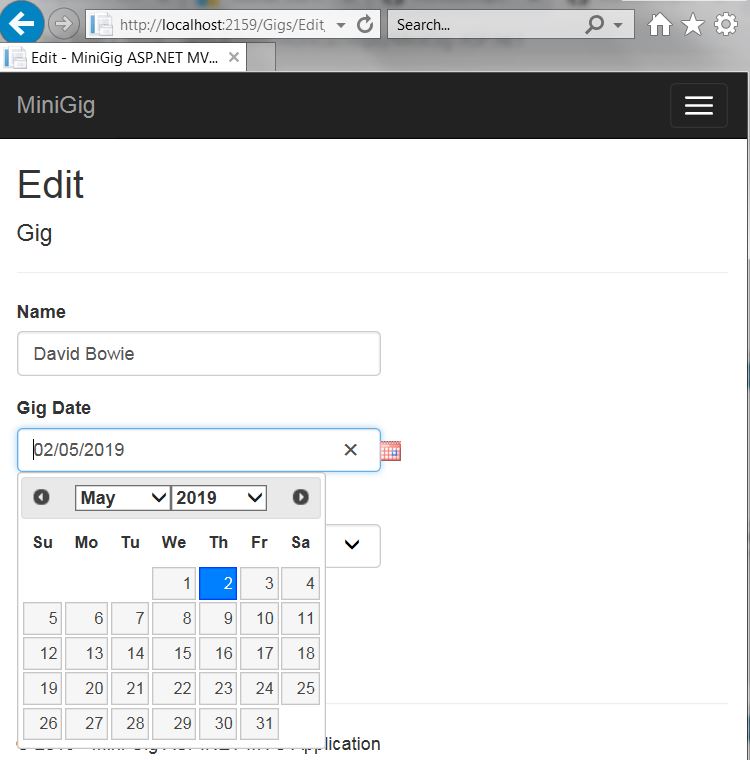 http://localhost:2159/Gigs/Edit
Search...
Edit - MiniGig ASP.NET MV...
MiniGig
Edit
Gig
Name
David Bowie
Gig Date
02/05/2019
May 2019
Su Mo Tu We Th Fr Sa
1 2 3 4
5 6 7 8 9 10 11
12 13 14 15 16 17 18
19 20 21 22 23 24 25
26 27 28 29 30 31
Application